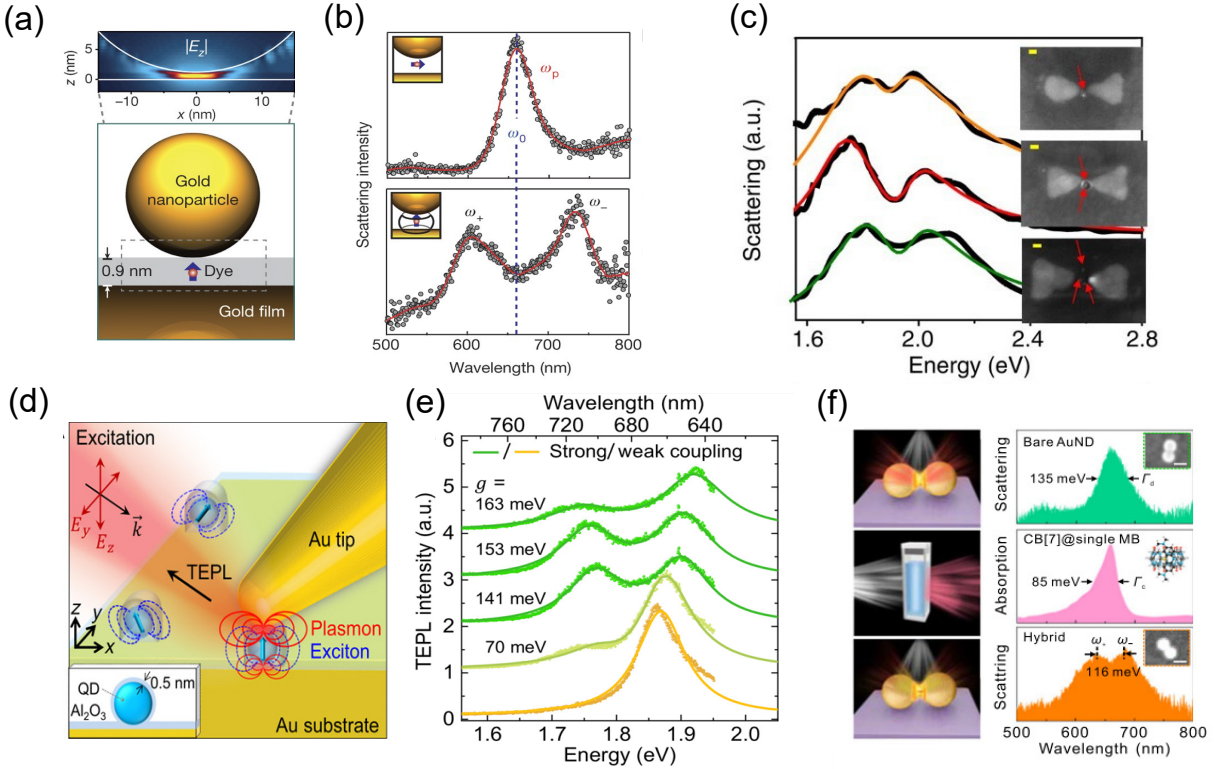 (a)
|Ez|
z (nm)
5
0
−10
0
10
x (nm)
Gold
nanoparticle
0.9 nm
Dye
Gold film
(b)
Scattering intensity
ωp
ω0
ω+
ω−
500
600
700
800
Wavelength (nm)
(c)
Scattering (a.u.)
1.6
2.0
2.4
2.8
Energy (eV)
(d)
Excitation
Ey
Ez
k
TEPL
Au tip
z
y
x
Plasmon
Exciton
QD
Al2O3
0.5 nm
Au substrate
(e)
Wavelength (nm)
760
720
680
640
TEPL intensity (a.u.)
6
5
4
3
2
1
0
/ Strong/ weak coupling
g =
163 meV
153 meV
141 meV
70 meV
1.6
1.7
1.8
1.9
2.0
Energy (eV)
(f)
Scattering
Bare AuND
135 meV
Γd
Absorption
CB[7]@single MB
85 meV
Γc
Scattring
Hybrid
ω-
ω−
116 meV
500
600
700
800
Wavelength (nm)